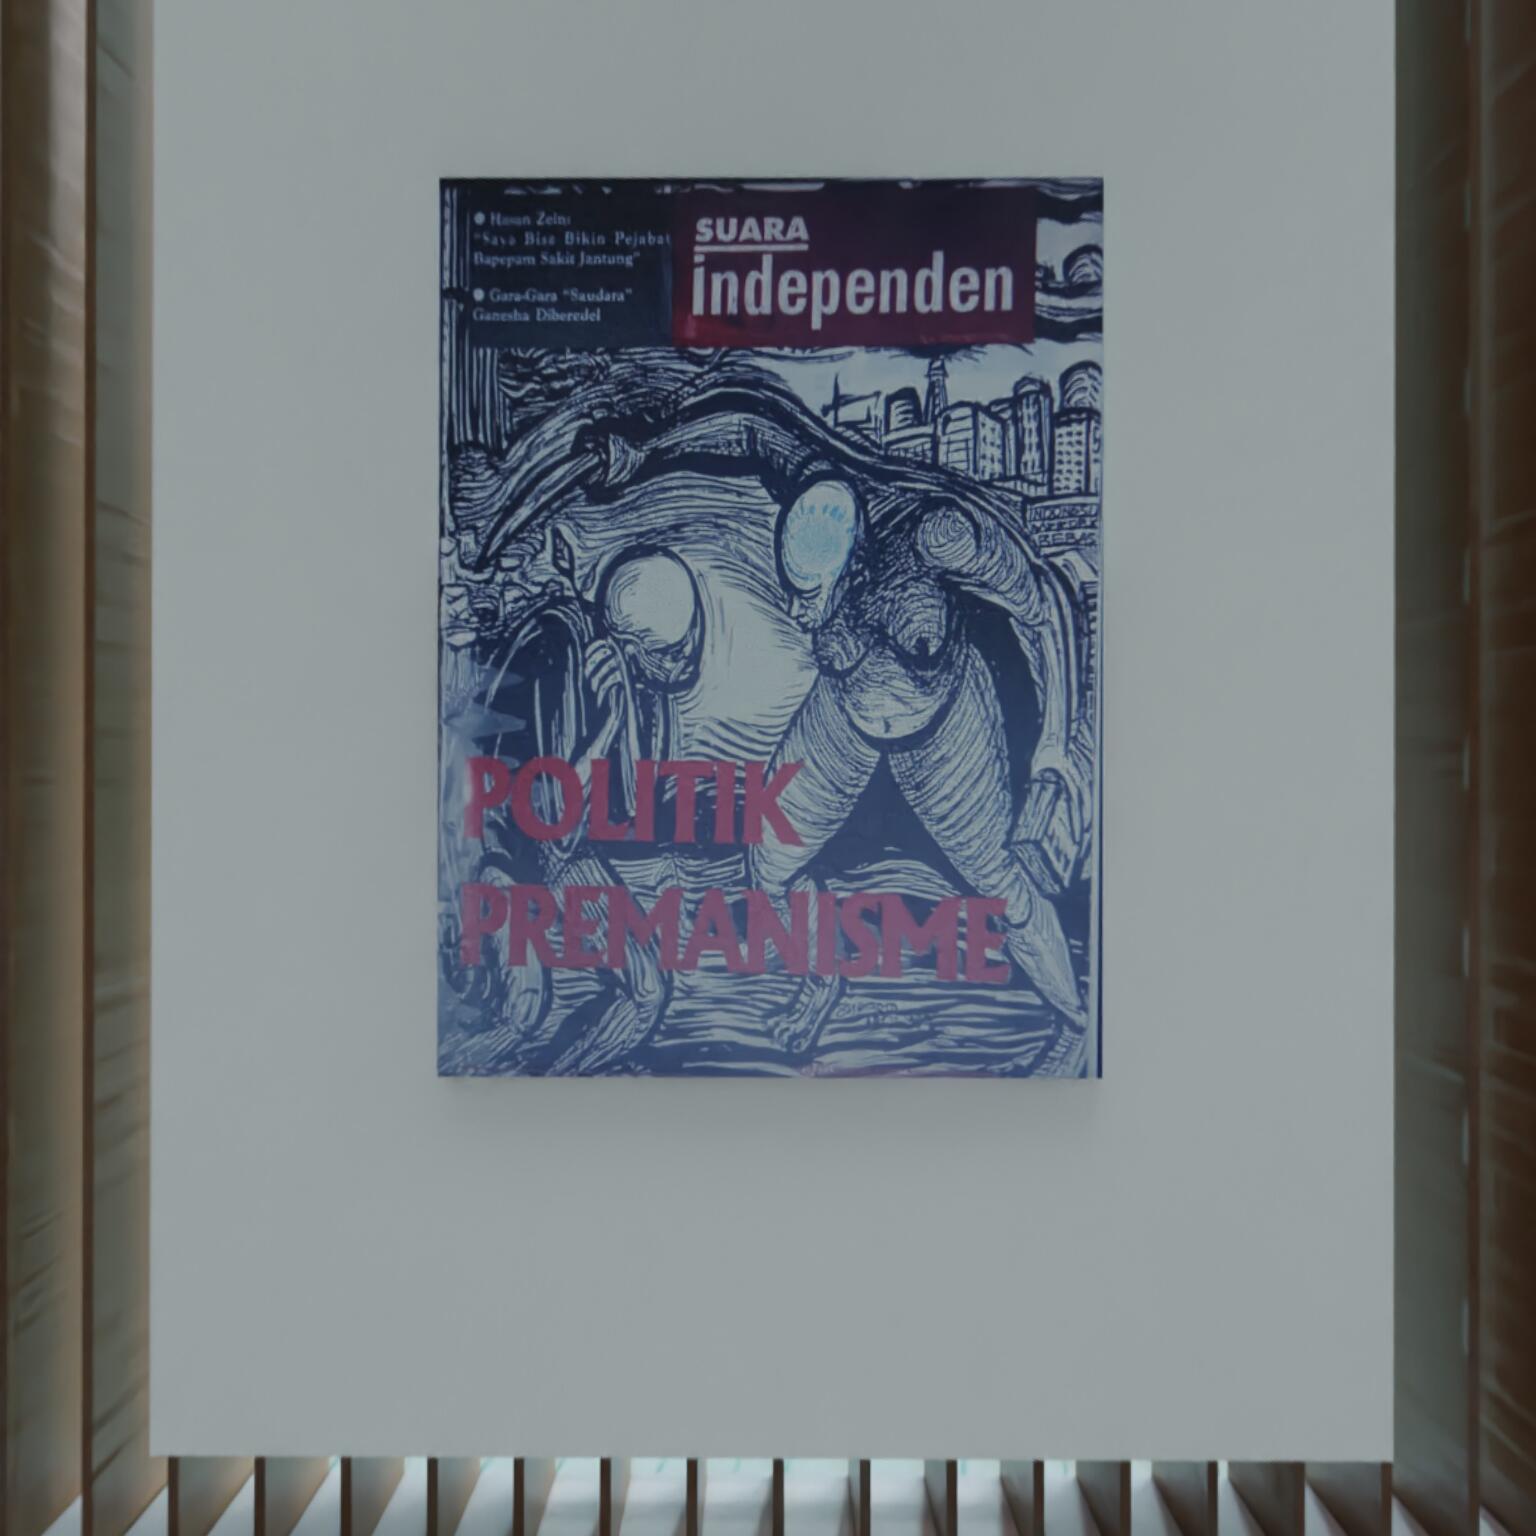 ● Hasan Zein:
"Saya Bisa Bikin Pejabat
Bapepam Sakit Jantung"
● Gara-Gara "Saudara"
Ganesha Diberedel
SUARA
independen
POLITIK
PREMANISME